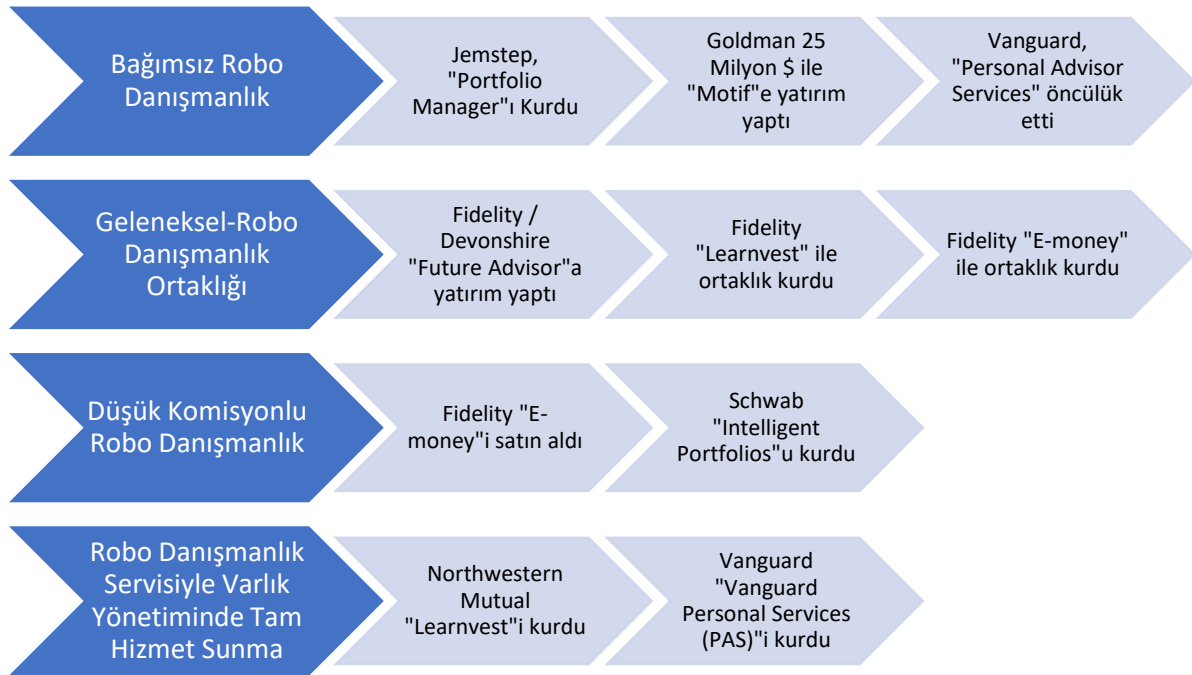 Bağımsız Robo
Danışmanlık
Jemstep,
"Portfolio
Manager"ı Kurdu
Goldman 25
Milyon $ ile
"Motif"e yatırım
yaptı
Vanguard,
"Personal Advisor
Services" öncülük
etti
Geleneksel-Robo
Danışmanlık
Ortaklığı
Fidelity /
Devonshire
"Future Advisor"a
yatırım yaptı
Fidelity
"Learnvest" ile
ortaklık kurdu
Fidelity "E-money"
ile ortaklık kurdu
Düşük Komisyonlu
Robo Danışmanlık
Fidelity "E-
money"i satın aldı
Schwab
"Intelligent
Portfolios"u kurdu
Robo Danışmanlık
Servisiyle Varlık
Yönetiminde Tam
Hizmet Sunma
Northwestern
Mutual
"Learnvest"i kurdu
Vanguard
"Vanguard
Personal Services
(PAS)"i kurdu